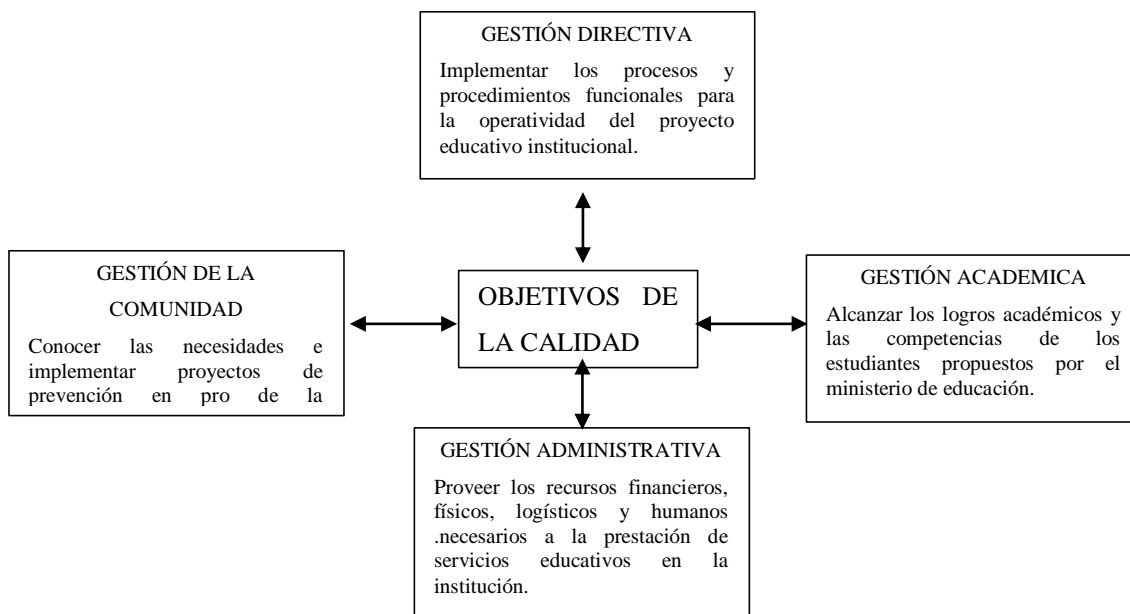 GESTIÓN DIRECTIVA
Implementar los procesos y
procedimientos funcionales para
la operatividad del proyecto
educativo institucional.
GESTIÓN DE LA
COMUNIDAD
Conocer las necesidades e
implementar proyectos de
prevención en pro de la
OBJETIVOS DE
LA CALIDAD
GESTIÓN ACADEMICA
Alcanzar los logros académicos y
las competencias de los
estudiantes propuestos por el
ministerio de educación.
GESTIÓN ADMINISTRATIVA
Proveer los recursos financieros,
físicos, logísticos y humanos
.necesarios a la prestación de
servicios educativos en la
institución.